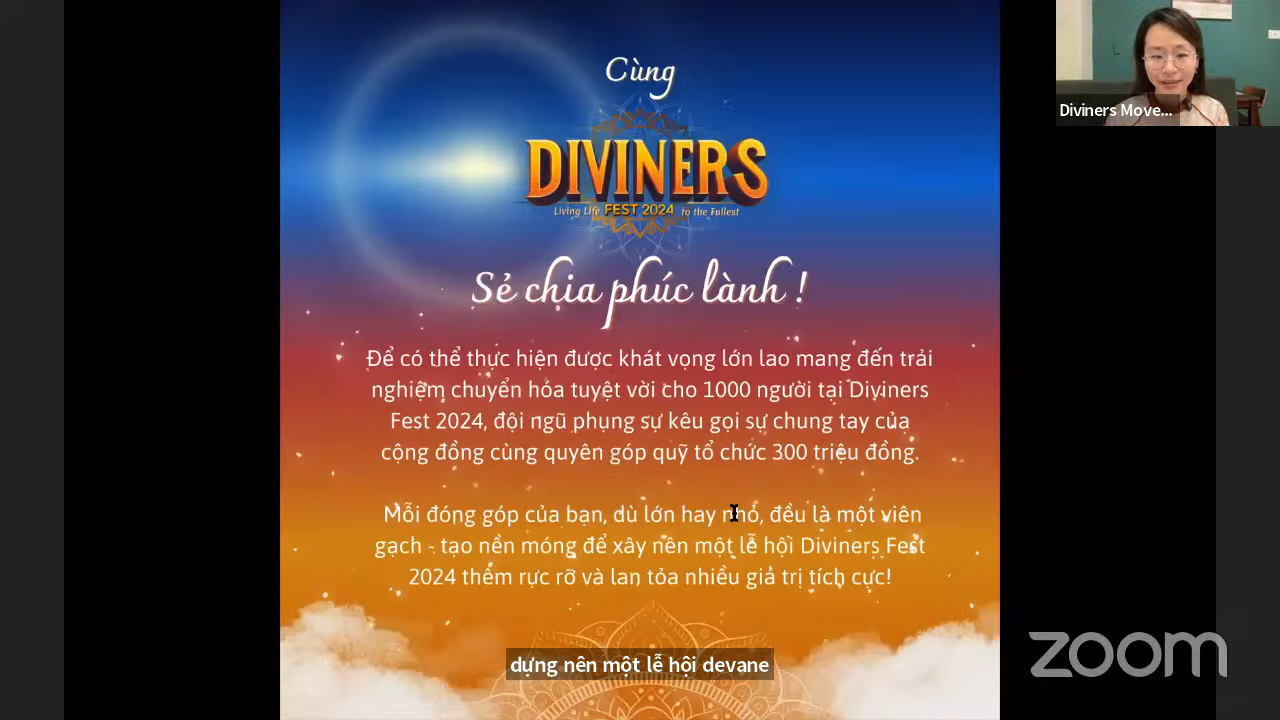 Cùng
DIVINERS
Living Life FEST 2024 to the Fullest
Sẻ chia phúc lành !
Để có thể thực hiện được khát vọng lớn lao mang đến trải
nghiệm chuyển hóa tuyệt vời cho 1000 người tại Diviners
Fest 2024, đội ngũ phụng sự kêu gọi sự chung tay của
cộng đồng cùng quyên góp quỹ tổ chức 300 triệu đồng.
Mỗi đóng góp của bạn, dù lớn hay nhỏ, đều là một viên
gạch - tạo nền móng để xây nên một lễ hội Diviners Fest
2024 thêm rực rỡ và lan tỏa nhiều giá trị tích cực!
dựng nên một lễ hội devane
Diviners Move...
zoom